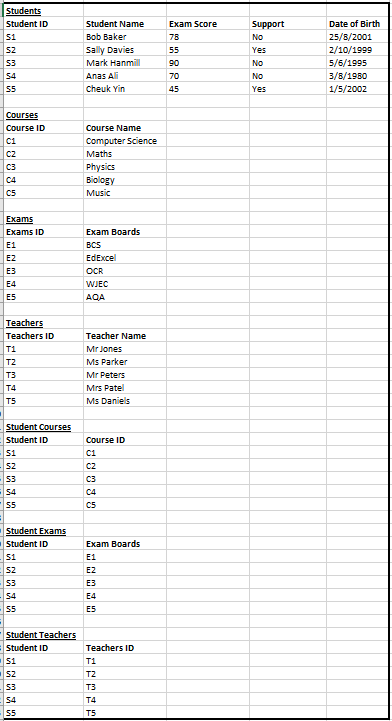 Students
Student ID Student Name Exam Score Support Date of Birth
S1 Bob Baker 78 No 25/8/2001
S2 Sally Davies 55 Yes 2/10/1999
S3 Mark Hanmill 90 No 5/6/1995
S4 Anas Ali 70 No 3/8/1980
S5 Cheuk Yin 45 Yes 1/5/2002
Courses
Course ID Course Name
C1 Computer Science
C2 Maths
C3 Physics
C4 Biology
C5 Music
Exams
Exams ID Exam Boards
E1 BCS
E2 EdExcel
E3 OCR
E4 WJEC
E5 AQA
Teachers
Teachers ID Teacher Name
T1 Mr Jones
T2 Ms Parker
T3 Mr Peters
T4 Mrs Patel
T5 Ms Daniels
Student Courses
Student ID Course ID
S1 C1
S2 C2
S3 C3
S4 C4
S5 C5
Student Exams
Student ID Exam Boards
S1 E1
S2 E2
S3 E3
S4 E4
S5 E5
Student Teachers
Student ID Teachers ID
S1 T1
S2 T2
S3 T3
S4 T4
S5 T5